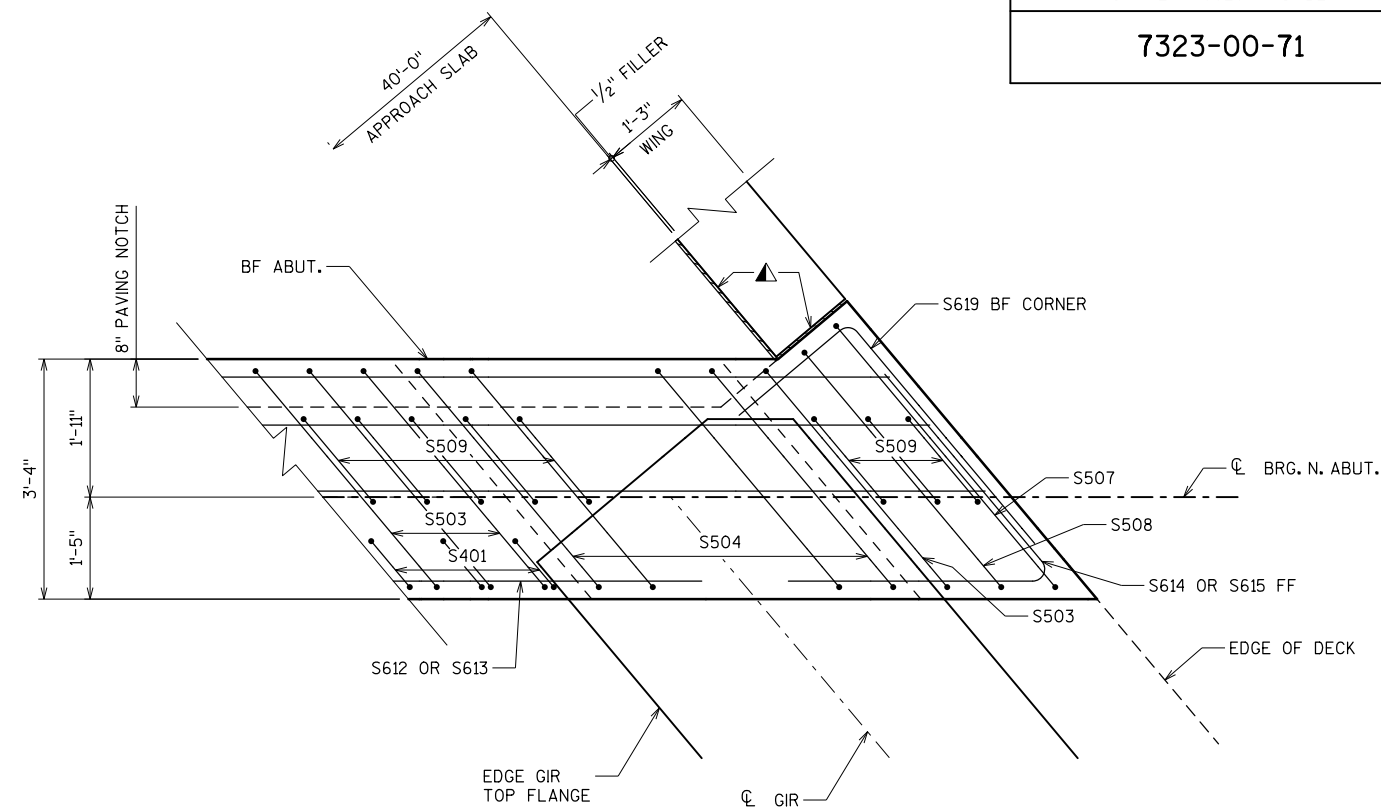 7323-00-71
40'-0"
APPROACH SLAB
1/2" FILLER
1'-3"
WING
8" PAVING NOTCH
BF ABUT.
S619 BF CORNER
3'-4"
1'-11"
1'-5"
S509
S509
℄ BRG. N. ABUT.
S507
S503
S508
S401
S504
S614 OR S615 FF
S503
S612 OR S613
EDGE OF DECK
EDGE GIR
TOP FLANGE
℄ GIR